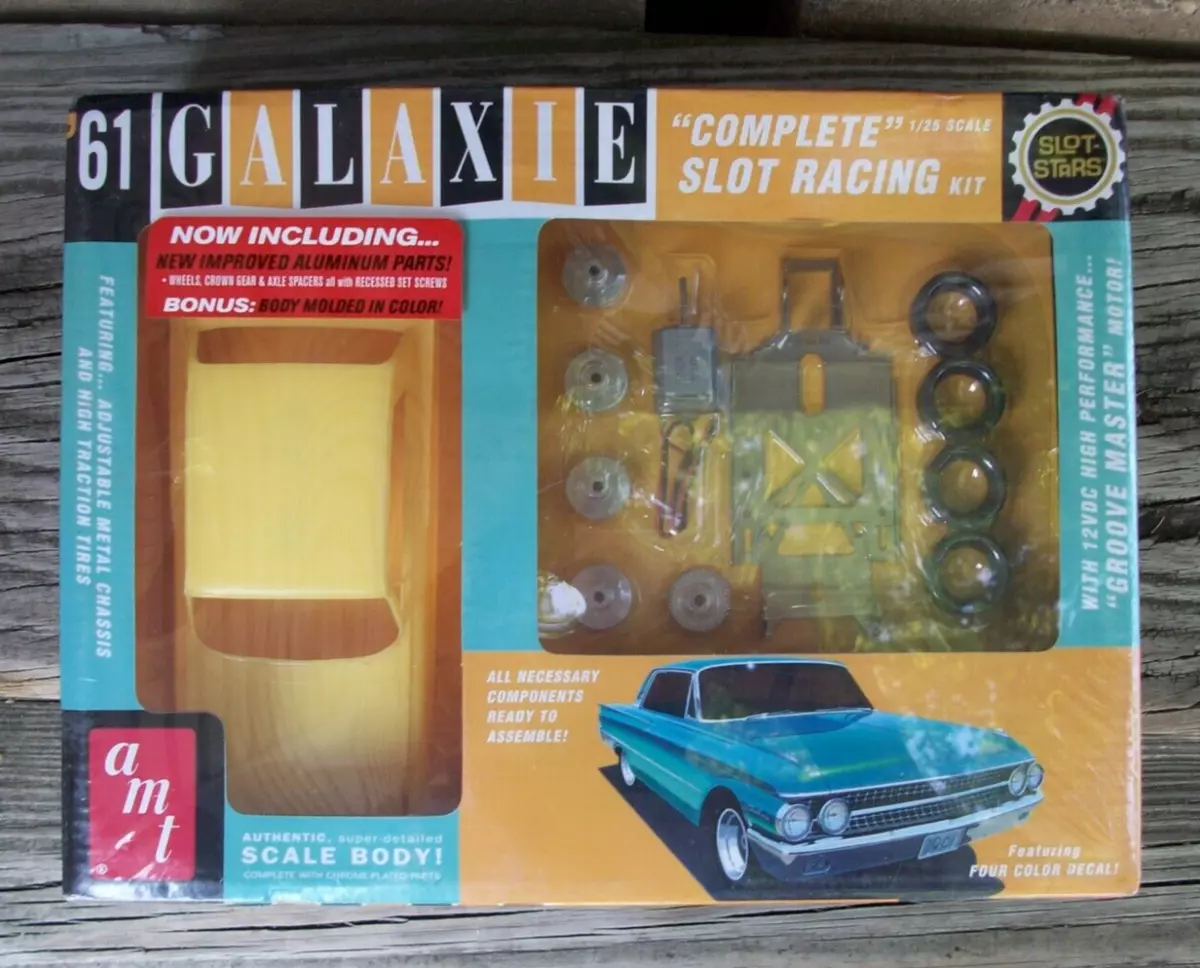 '61 GALAXIE
"COMPLETE" 1/25 SCALE
SLOT RACING KIT
SLOT-
STARS
NOW INCLUDING...
NEW IMPROVED ALUMINUM PARTS!
• WHEELS, CROWN GEAR & AXLE SPACERS all with RECESSED SET SCREWS
BONUS: BODY MOLDED IN COLOR!
FEATURING... ADJUSTABLE METAL CHASSIS
AND HIGH TRACTION TIRES
WITH 12VDC HIGH PERFORMANCE...
"GROOVE MASTER" MOTOR!
ALL NECESSARY
COMPONENTS
READY TO
ASSEMBLE!
amt
®
AUTHENTIC, super-detailed
SCALE BODY!
COMPLETE WITH CHROME PLATED PARTS
Featuring
FOUR COLOR DECAL!